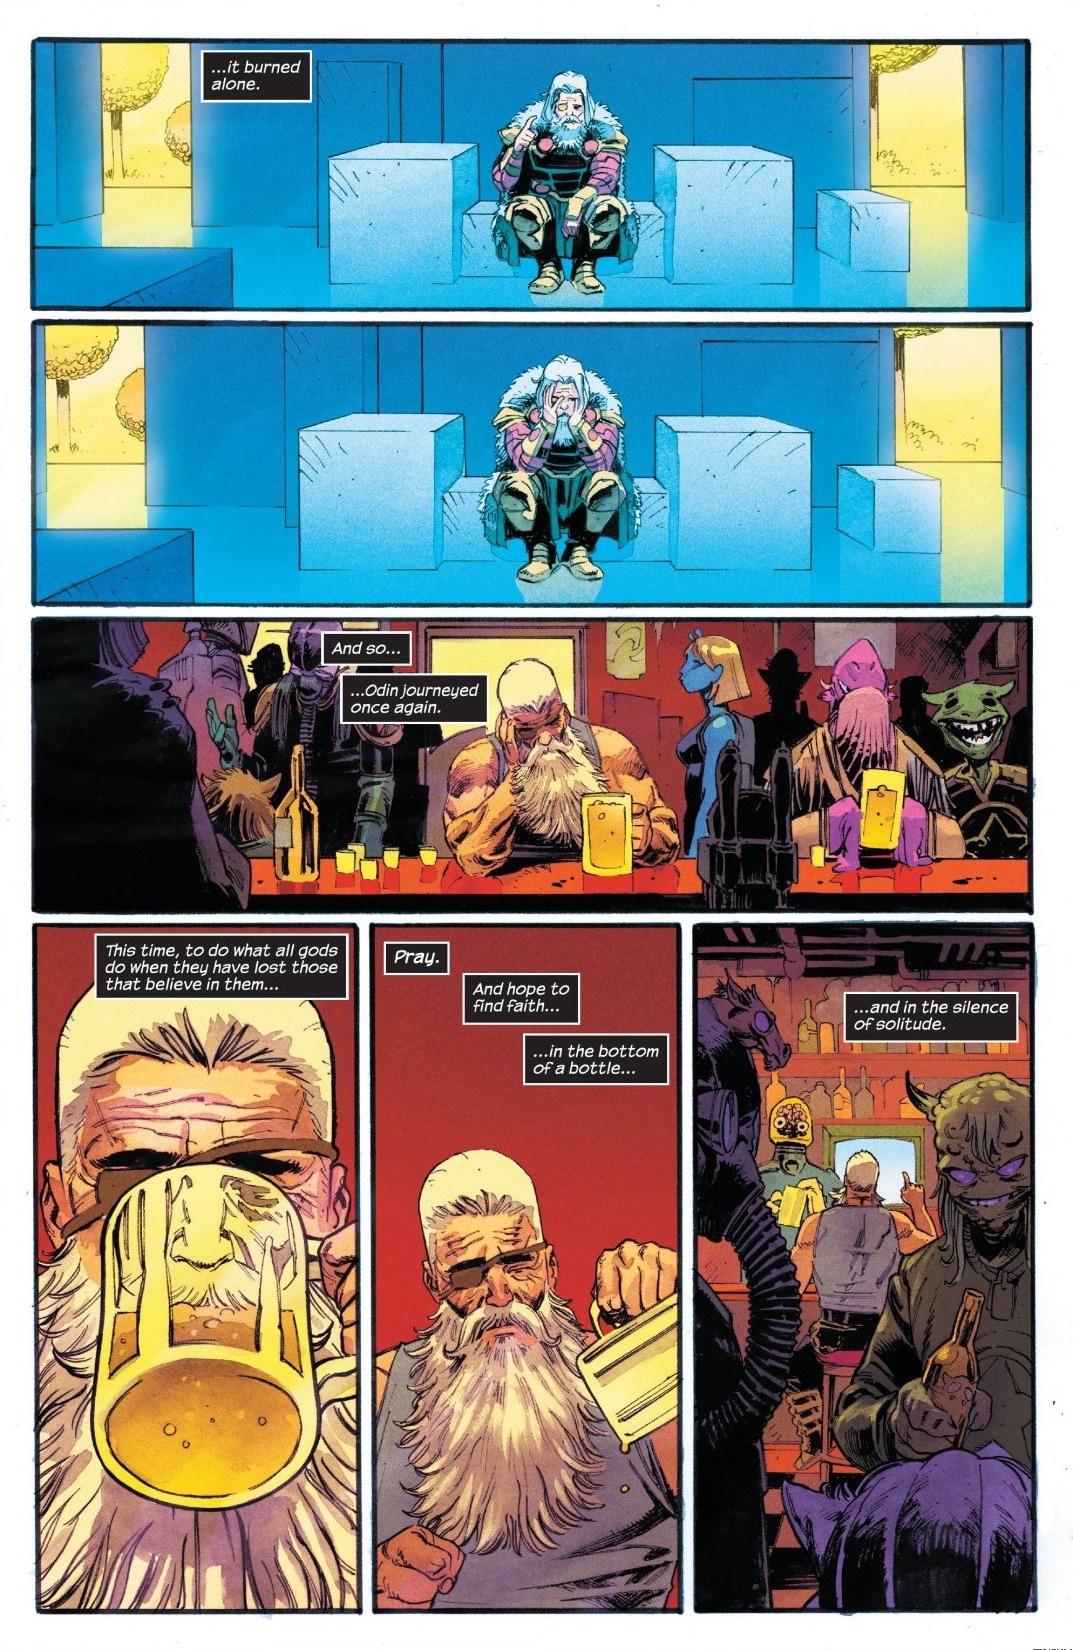 ...it burned
alone.
And so...
...Odin journeyed
once again.
This time, to do what all gods
do when they have lost those
that believe in them...
Pray.
And hope to
find faith...
...in the bottom
of a bottle...
...and in the silence
of solitude.